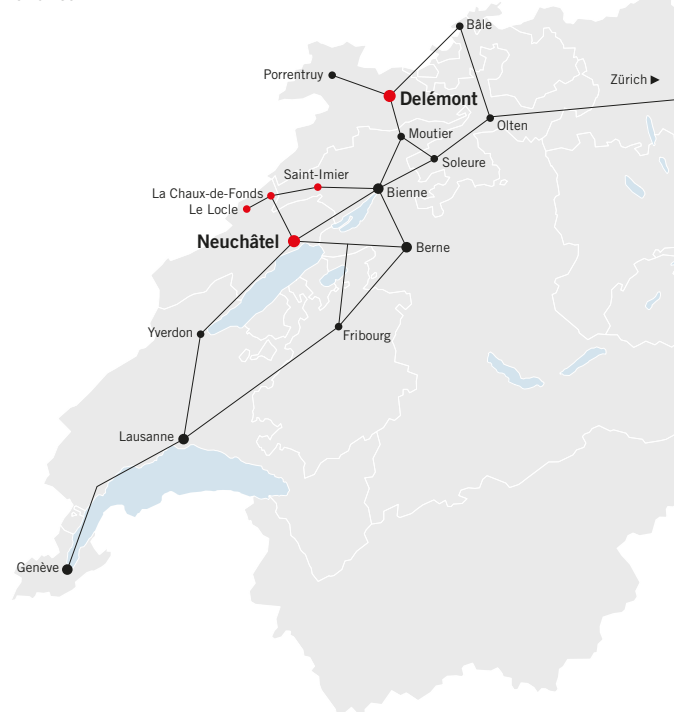 Bâle
Porrentruy
Zürich ▶
Delémont
Olten
Moutier
Soleure
Saint-Imier
La Chaux-de-Fonds
Bienne
Le Locle
Neuchâtel
Berne
Yverdon
Fribourg
Lausanne
Genève